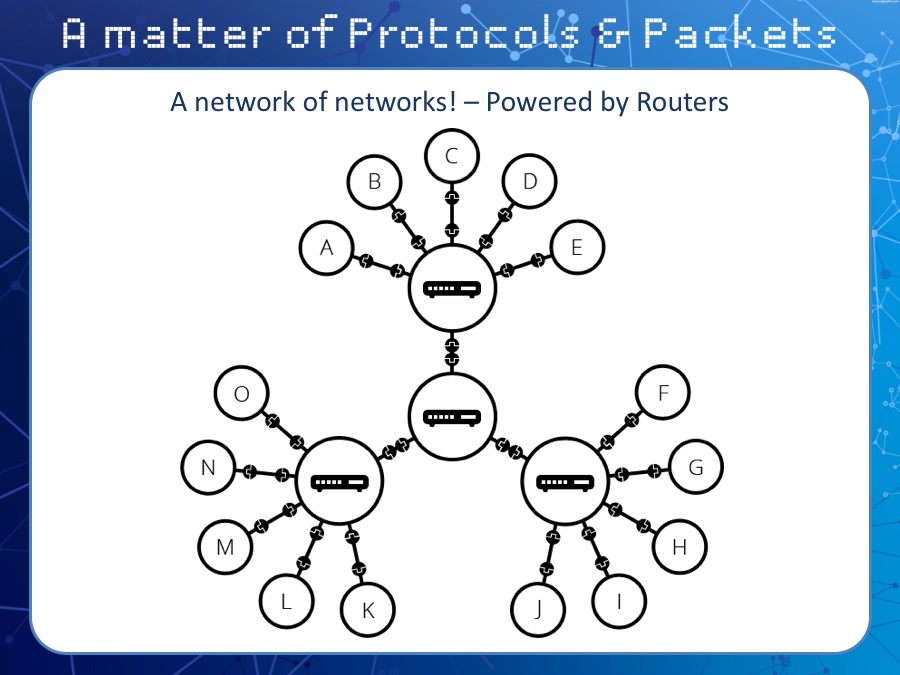 A matter of Protocols & Packets
A network of networks! – Powered by Routers
C
B
D
A
E
O
F
N
G
M
H
L
K
J
I